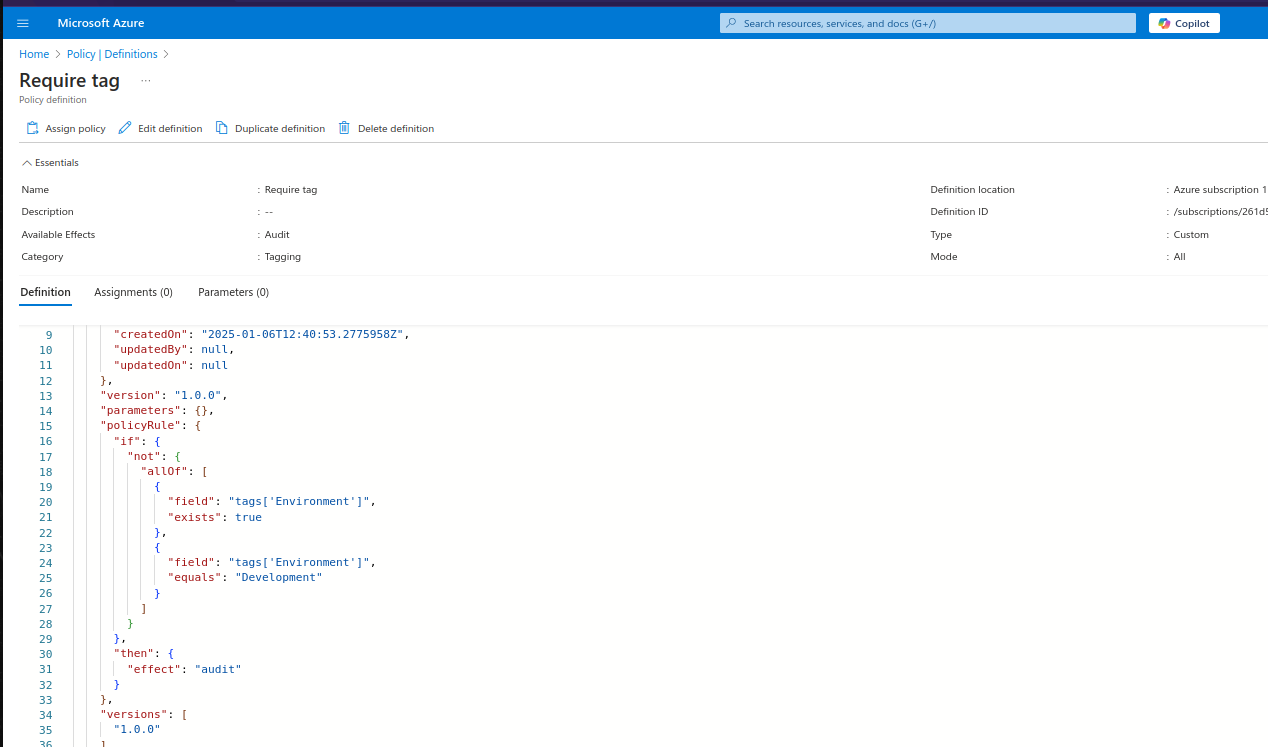 Microsoft Azure
Search resources, services, and docs (G+/)
Copilot
Home > Policy | Definitions >
Require tag ...
Policy definition
Assign policy Edit definition Duplicate definition Delete definition
Essentials
Name : Require tag
Definition location : Azure subscription 1
Description : --
Definition ID : /subscriptions/261d5
Available Effects : Audit
Type : Custom
Category : Tagging
Mode : All
Definition Assignments (0) Parameters (0)
9 "createdOn": "2025-01-06T12:40:53.2775958Z",
10 "updatedBy": null,
11 "updatedOn": null
12 },
13 "version": "1.0.0",
14 "parameters": {},
15 "policyRule": {
16 "if": {
17 "not": {
18 "allOf": [
19 {
20 "field": "tags['Environment']",
21 "exists": true
22 },
23 {
24 "field": "tags['Environment']",
25 "equals": "Development"
26 }
27 ]
28 }
29 },
30 "then": {
31 "effect": "audit"
32 }
33 },
34 "versions": [
35 "1.0.0"
36 ]